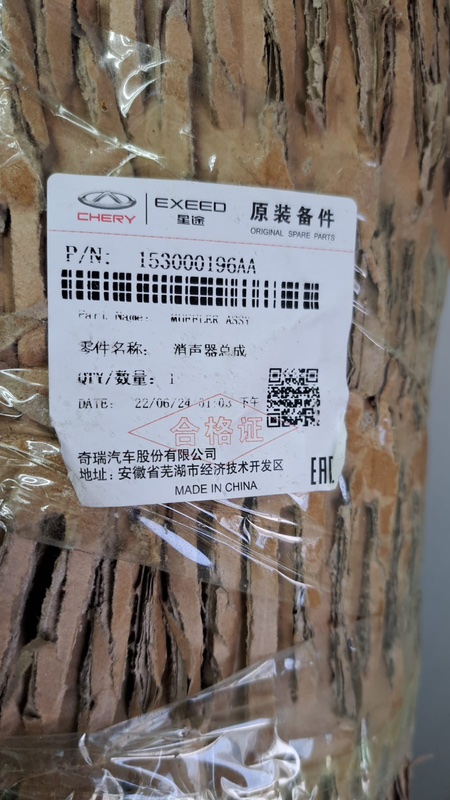 CHERY
EXEED
星途
原装备件
ORIGINAL SPARE PARTS
P/N: 153000196AA
Part Name: MUFFLER ASSY
零件名称: 消声器总成
QTY/数量: 1
DATE: 22/06/24 01:03 下午
合格证
奇瑞汽车股份有限公司
地址: 安徽省芜湖市经济技术开发区
EAC
MADE IN CHINA